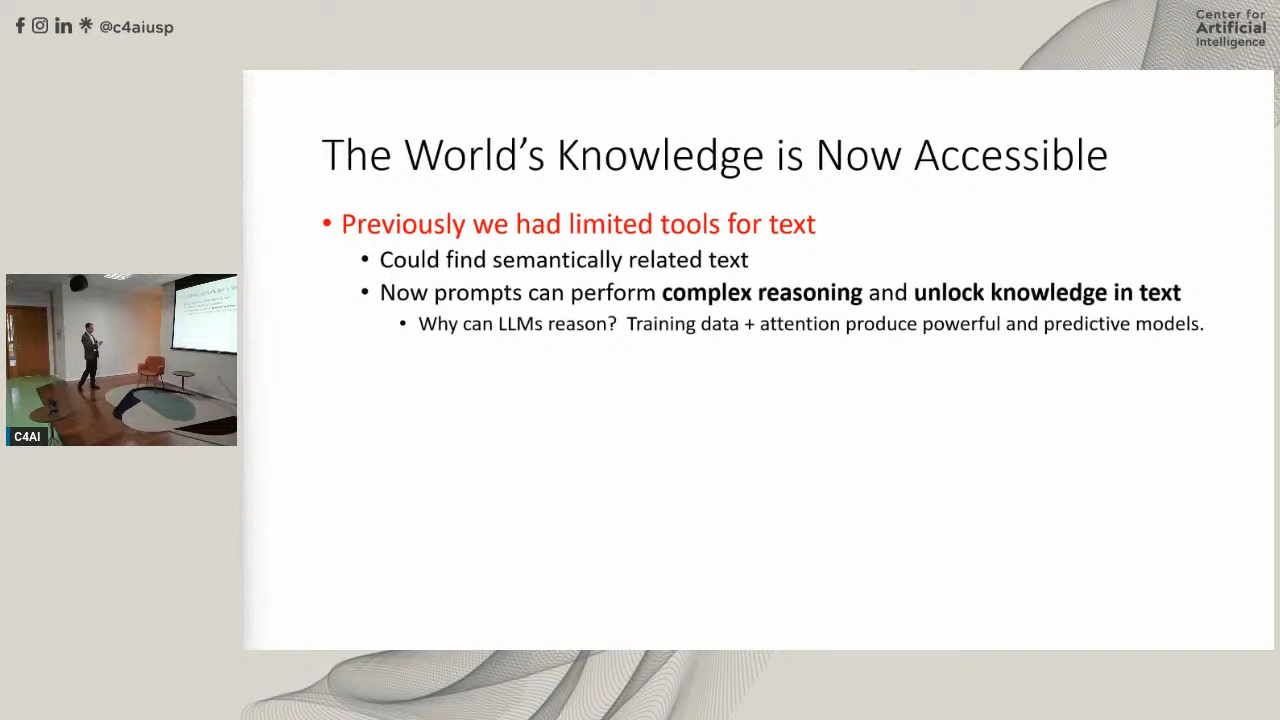 @c4aiusp
Center for
Artificial
Intelligence
The World's Knowledge is Now Accessible
• Previously we had limited tools for text
• Could find semantically related text
• Now prompts can perform complex reasoning and unlock knowledge in text
• Why can LLMs reason? Training data + attention produce powerful and predictive models.
C4AI